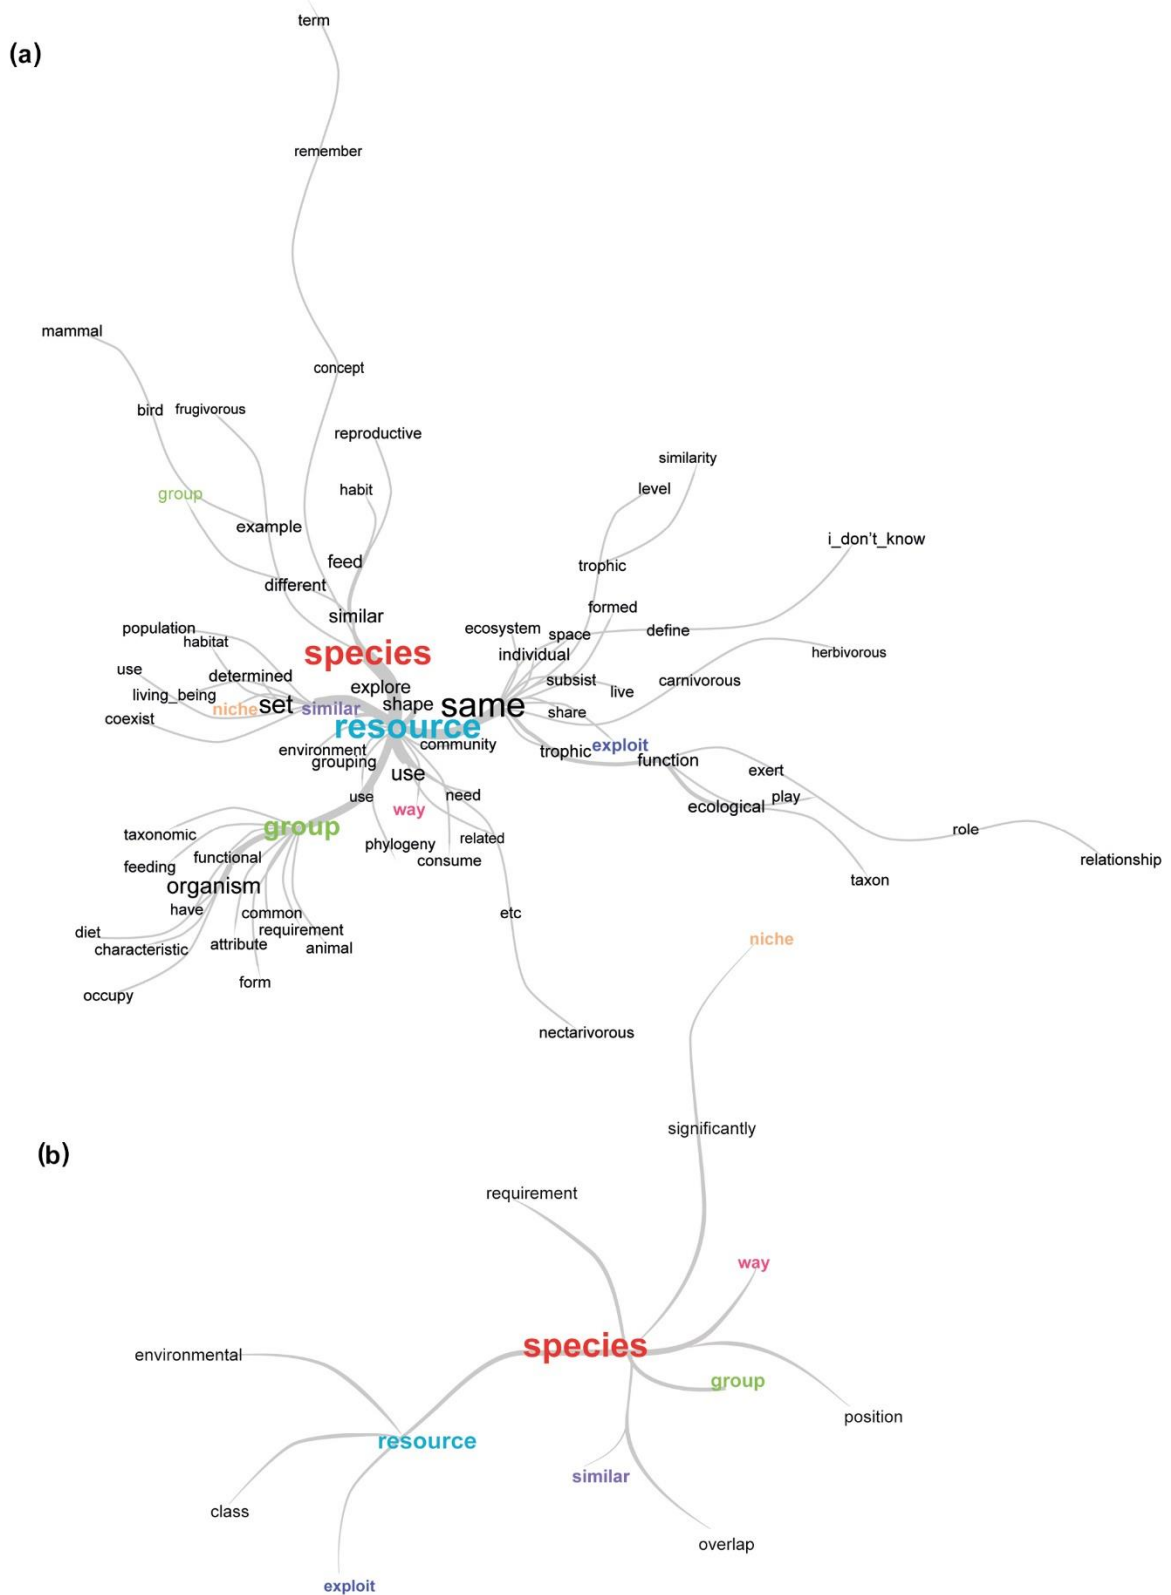 term
(a)
remember
mammal
concept
bird
frugivorous
reproductive
similarity
habit
level
group
example
i_don't_know
feed
trophic
different
formed
similar
population
ecosystem
space
define
habitat
species
individual
herbivorous
use
determined
subsist
carnivorous
living_being
explore
live
niche
set
similar
shape
same
share
coexist
resource
environment
community
trophic
exploit
grouping
function
use
exert
use
need
play
way
ecological
taxonomic
group
role
related
phylogeny
functional
consume
relationship
feeding
organism
taxon
have
common
etc
diet
requirement
niche
characteristic
attribute
animal
form
occupy
nectarivorous
significantly
(b)
requirement
way
species
environmental
group
position
resource
similar
class
overlap
exploit